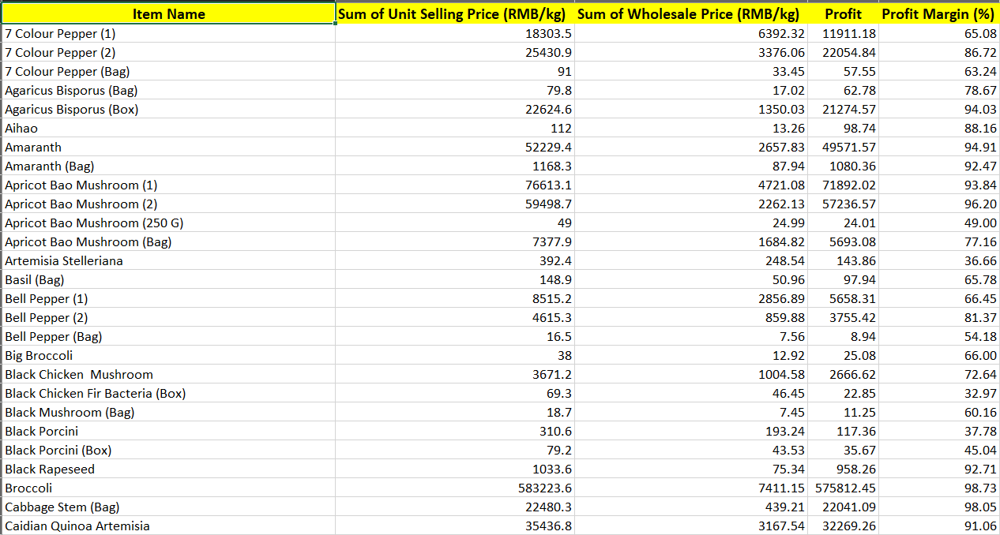 Item Name Sum of Unit Selling Price (RMB/kg) Sum of Wholesale Price (RMB/kg) Profit Profit Margin (%)
7 Colour Pepper (1) 18303.5 6392.32 11911.18 65.08
7 Colour Pepper (2) 25430.9 3376.06 22054.84 86.72
7 Colour Pepper (Bag) 91 33.45 57.55 63.24
Agaricus Bisporus (Bag) 79.8 17.02 62.78 78.67
Agaricus Bisporus (Box) 22624.6 1350.03 21274.57 94.03
Aihao 112 13.26 98.74 88.16
Amaranth 52229.4 2657.83 49571.57 94.91
Amaranth (Bag) 1168.3 87.94 1080.36 92.47
Apricot Bao Mushroom (1) 76613.1 4721.08 71892.02 93.84
Apricot Bao Mushroom (2) 59498.7 2262.13 57236.57 96.20
Apricot Bao Mushroom (250 G) 49 24.99 24.01 49.00
Apricot Bao Mushroom (Bag) 7377.9 1684.82 5693.08 77.16
Artemisia Stelleriana 392.4 248.54 143.86 36.66
Basil (Bag) 148.9 50.96 97.94 65.78
Bell Pepper (1) 8515.2 2856.89 5658.31 66.45
Bell Pepper (2) 4615.3 859.88 3755.42 81.37
Bell Pepper (Bag) 16.5 7.56 8.94 54.18
Big Broccoli 38 12.92 25.08 66.00
Black Chicken  Mushroom 3671.2 1004.58 2666.62 72.64
Black Chicken Fir Bacteria (Box) 69.3 46.45 22.85 32.97
Black Mushroom (Bag) 18.7 7.45 11.25 60.16
Black Porcini 310.6 193.24 117.36 37.78
Black Porcini (Box) 79.2 43.53 35.67 45.04
Black Rapeseed 1033.6 75.34 958.26 92.71
Broccoli 583223.6 7411.15 575812.45 98.73
Cabbage Stem (Bag) 22480.3 439.21 22041.09 98.05
Caidian Quinoa Artemisia 35436.8 3167.54 32269.26 91.06